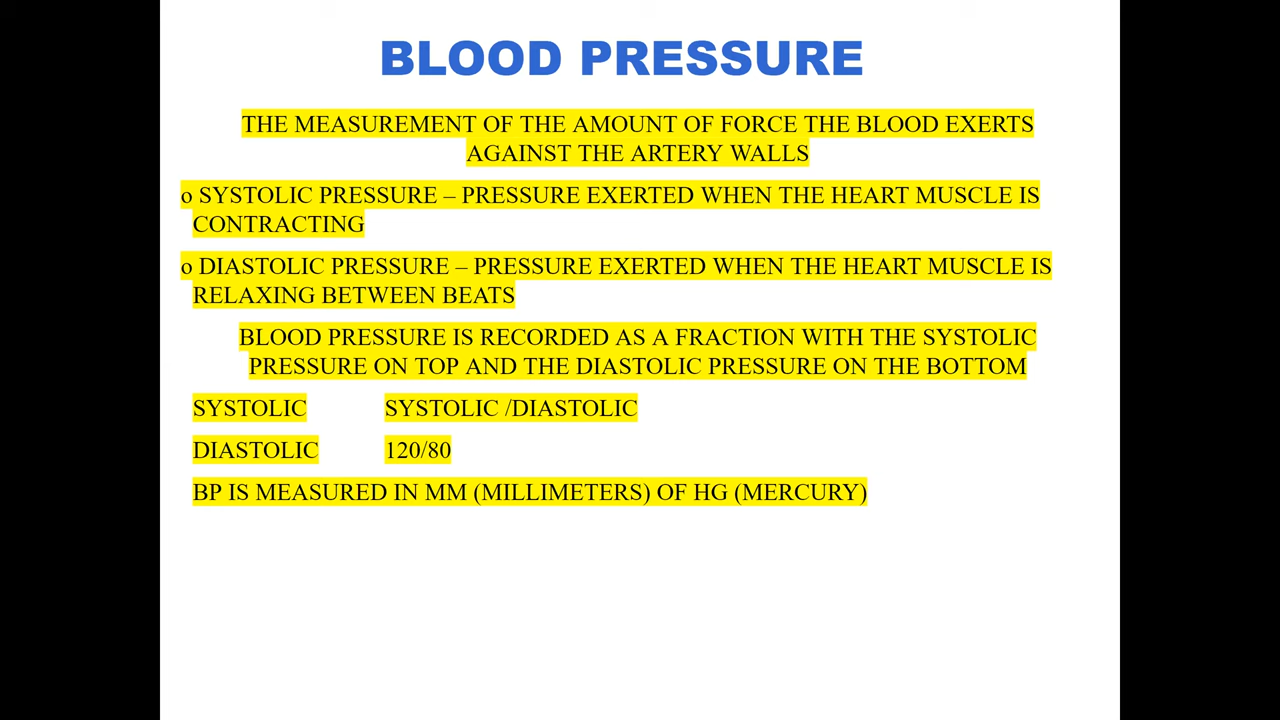 BLOOD PRESSURE
THE MEASUREMENT OF THE AMOUNT OF FORCE THE BLOOD EXERTS
AGAINST THE ARTERY WALLS
o SYSTOLIC PRESSURE – PRESSURE EXERTED WHEN THE HEART MUSCLE IS
CONTRACTING
o DIASTOLIC PRESSURE – PRESSURE EXERTED WHEN THE HEART MUSCLE IS
RELAXING BETWEEN BEATS
BLOOD PRESSURE IS RECORDED AS A FRACTION WITH THE SYSTOLIC
PRESSURE ON TOP AND THE DIASTOLIC PRESSURE ON THE BOTTOM
SYSTOLIC SYSTOLIC /DIASTOLIC
DIASTOLIC 120/80
BP IS MEASURED IN MM (MILLIMETERS) OF HG (MERCURY)